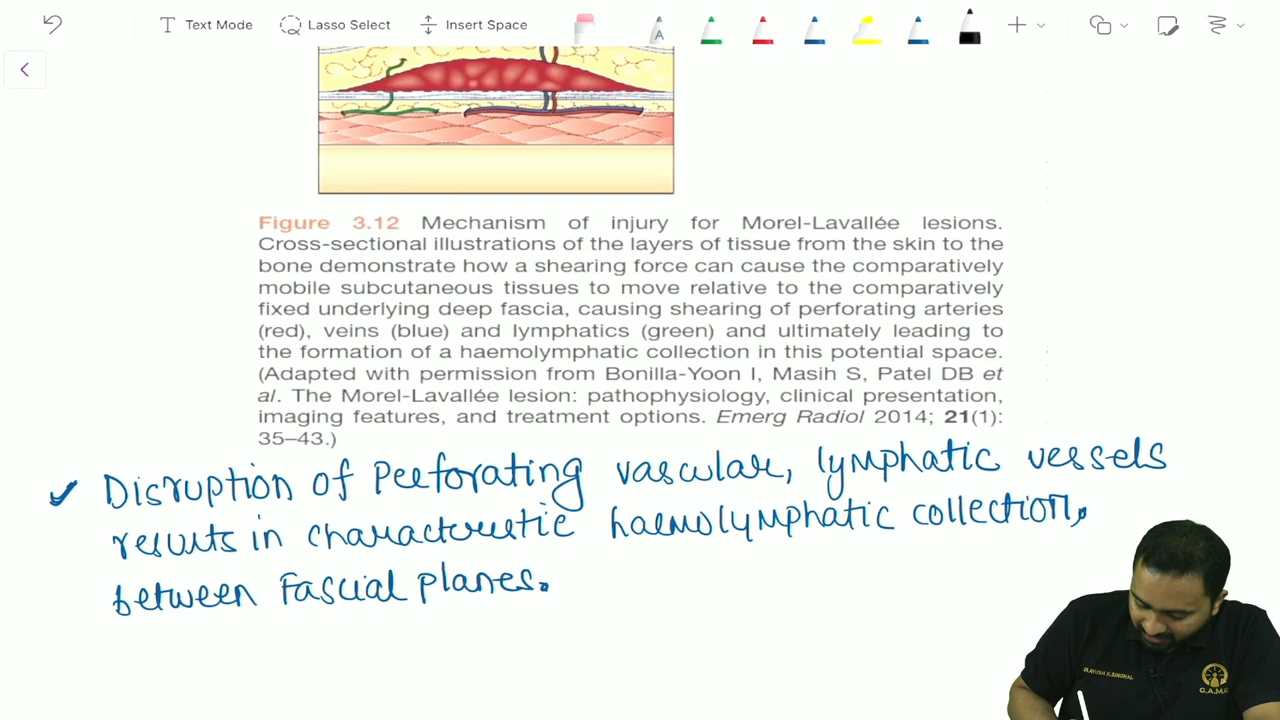 Text Mode Lasso Select Insert Space
A
Figure 3.12 Mechanism of injury for Morel-Lavallée lesions.
Cross-sectional illustrations of the layers of tissue from the skin to the
bone demonstrate how a shearing force can cause the comparatively
mobile subcutaneous tissues to move relative to the comparatively
fixed underlying deep fascia, causing shearing of perforating arteries
(red), veins (blue) and lymphatics (green) and ultimately leading to
the formation of a haemolymphatic collection in this potential space.
(Adapted with permission from Bonilla-Yoon I, Masih S, Patel DB et
al. The Morel-Lavallée lesion: pathophysiology, clinical presentation,
imaging features, and treatment options. Emerg Radiol 2014; 21(1):
35–43.)
Disruption of Perforating vascular, lymphatic vessels
results in characteristic haemolymphatic collection,
between Fascial planes.
Dr.AYUSH K.SINGHAL